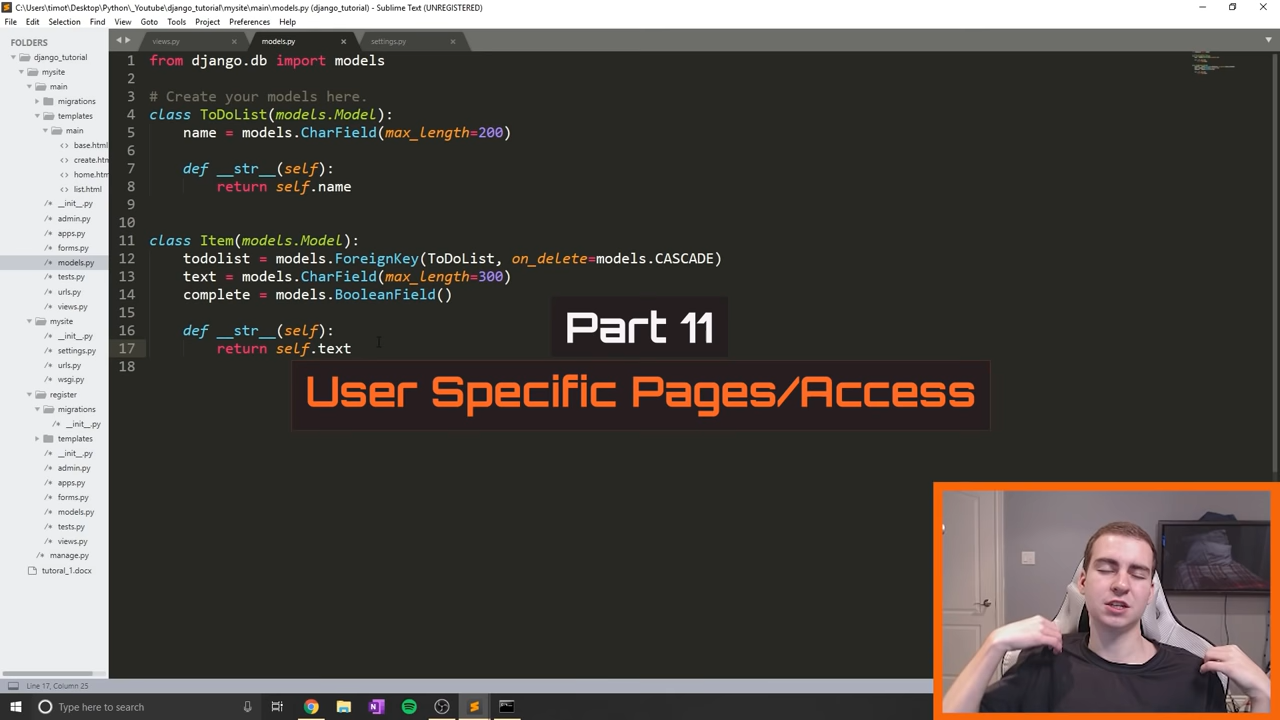 C:\Users\timot\Desktop\Python\_Youtube\django_tutorial\mysite\main\models.py (django_tutorial) - Sublime Text (UNREGISTERED)
File Edit Selection Find View Goto Tools Project Preferences Help
FOLDERS
django_tutorial
mysite
main
migrations
templates
main
base.html
create.htm
home.htm
list.html
__init__.py
admin.py
apps.py
forms.py
models.py
tests.py
urls.py
views.py
mysite
__init__.py
settings.py
urls.py
wsgi.py
register
migrations
__init__.py
templates
__init__.py
admin.py
apps.py
forms.py
models.py
tests.py
views.py
manage.py
tutoral_1.docx
views.py models.py settings.py
1 from django.db import models
2
3 # Create your models here.
4 class ToDoList(models.Model):
5 name = models.CharField(max_length=200)
6
7 def __str__(self):
8 return self.name
9
10
11 class Item(models.Model):
12 todolist = models.ForeignKey(ToDoList, on_delete=models.CASCADE)
13 text = models.CharField(max_length=300)
14 complete = models.BooleanField()
15
16 def __str__(self):
17 return self.text
18
Part 11
User Specific Pages/Access
Line 17, Column 25
Type here to search